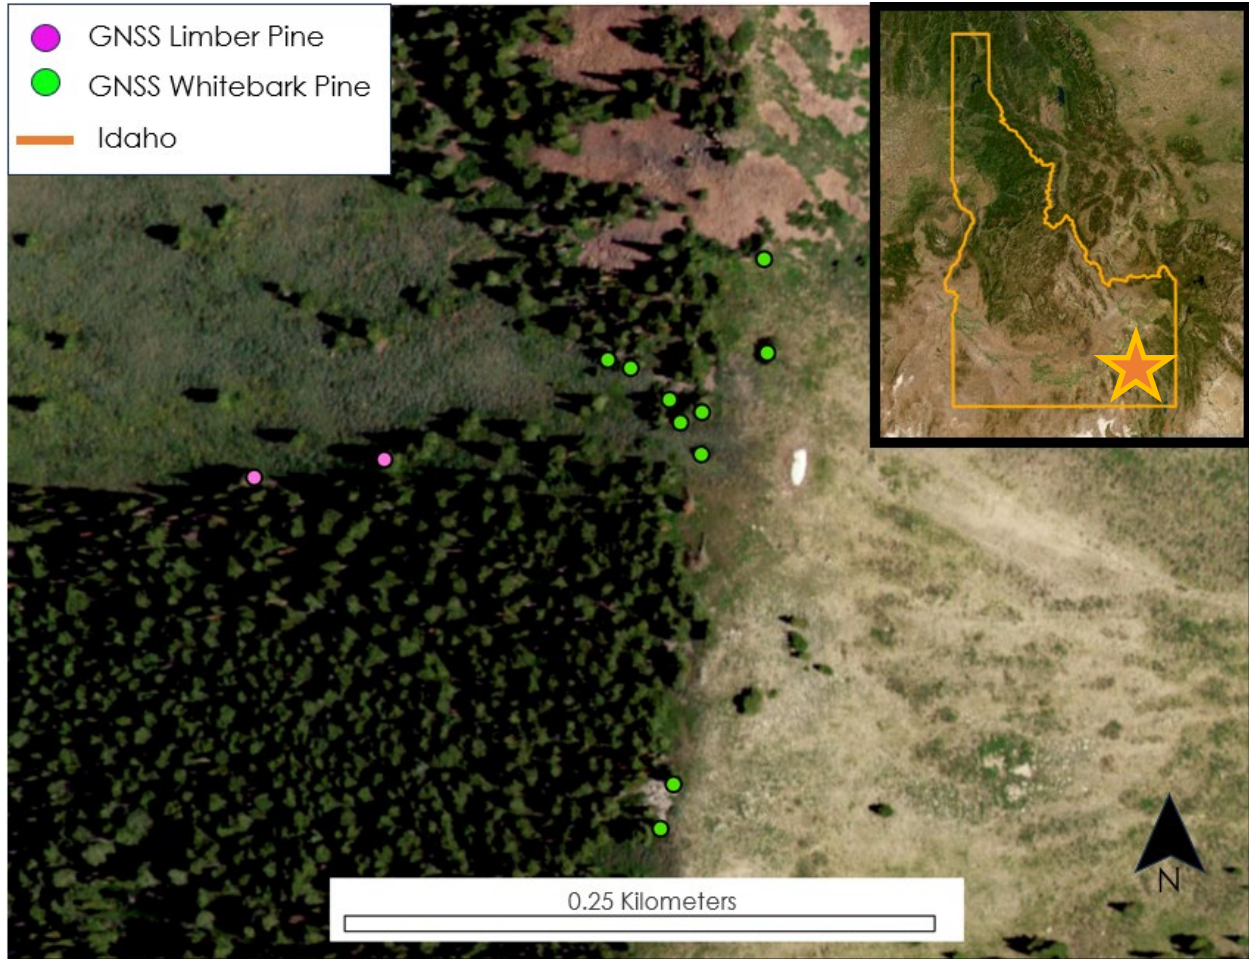 GNSS Limber Pine
GNSS Whitebark Pine
Idaho
0.25 Kilometers
N